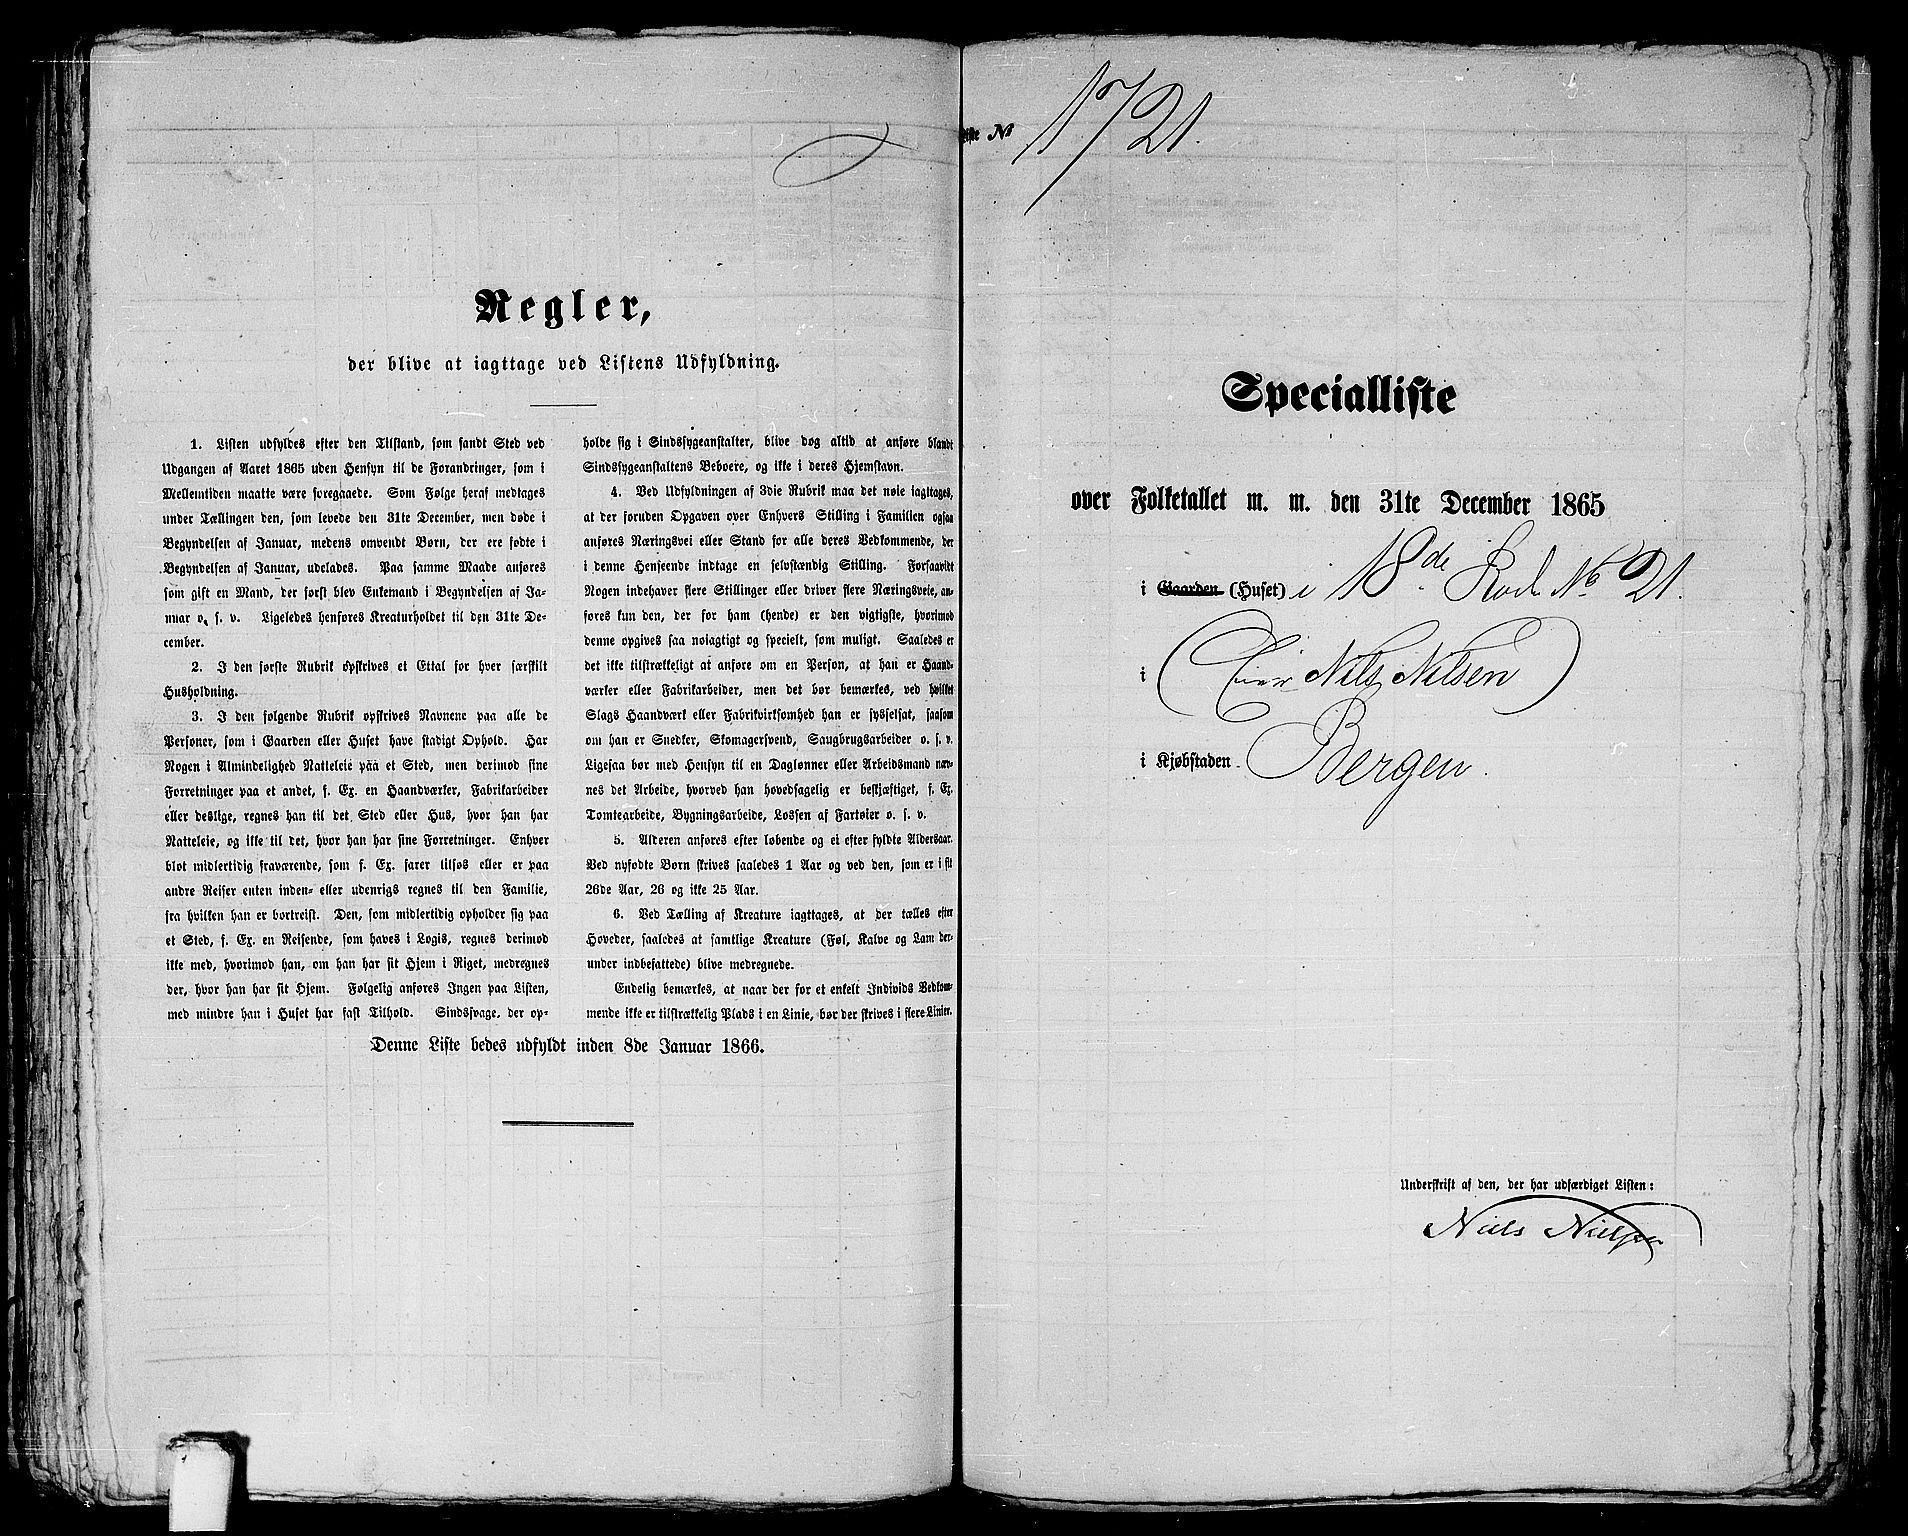 Regler,
der blive at iagttage ved Listens Udfyldning.
1. Listen udfyldes efter den Tilstand, som fandt Sted ved
Udgangen af Aaret 1865 uden Hensyn til de Forandringer, som i
Mellemtiden maatte være foregaaede. Som Følge heraf medtages
under Tællingen den, som levede den 31te December, men døde i
Begyndelsen af Januar, medens omvendt Børn, der ere fødte i
Begyndelsen af Januar, udelades. Paa samme Maade anføres
som gift en Mand, der først blev Enkemand i Begyndelsen af Ja-
nuar o. s. v. Ligeledes henføres Kreaturholdet til den 31te De-
cember.
2. I den første Rubrik opskrives et Ettal for hver særskilt
Husholdning.
3. I den følgende Rubrik opskrives Navnene paa alle de
Personer, som i Gaarden eller Huset have stadigt Ophold. Har
Nogen i Almindelighed Natteleie paa et Sted, men derimod sine
Forretninger paa et andet, f. Ex. en Haandværker, Fabrikarbeider
eller deslige, regnes han til det Sted eller Hus, hvor han har
Natteleie, og ikke til det, hvor han har sine Forretninger. Enhver
blot midlertidig fraværende, som f. Ex. farer tilsøs eller er paa
andre Reiser enten inden- eller udenrigs regnes til den Familie,
fra hvilken han er bortreist. Den, som midlertidig opholder sig paa
et Sted, f. Ex. en Reisende, som haves i Logis, regnes derimod
ikke med, hvorimod han, om han har sit Hjem i Riget, medregnes
der, hvor han har sit Hjem. Følgelig anføres Ingen paa Listen,
med mindre han i Huset har fast Tilhold. Sindssvage, der op-
holde sig i Sindssygeanstalter, blive dog altid at anføre blandt
Sindssygeanstaltens Beboere, og ikke i deres Hjemstavn.
4. Ved Udfyldningen af 3die Rubrik maa det nøie iagttages,
at der foruden Opgaven over Enhvers Stilling i Familien ogsaa
anføres Næringsvei eller Stand for alle deres Vedkommende, der
i denne Henseende indtage en selvstændig Stilling. Forsaavidt
Nogen indehaver flere Stillinger eller driver flere Næringsveie, an-
føres kun den, der for ham (hende) er den vigtigste, hvorimod
denne opgives saa nøiagtigt og specielt, som muligt. Saaledes er
det ikke tilstrækkeligt at anføre om en Person, at han er Haand-
værker eller Fabrikarbeider, men det bør bemærkes, ved hvilket
Slags Haandværk eller Fabrikvirksomhed han er sysselsat, saasom
om han er Snedker, Skomagersvend, Saugbrugsarbeider o. s. v.
Ligesaa bør med Hensyn til en Daglønner eller Arbeidsmand næv-
nes det Arbeide, hvorved han hovedsagelig er beskjæftiget, f. Ex.
Tomtearbeide, Bygningsarbeide, Lossen af Fartøier o. s. v.
5. Alderen anføres efter løbende og ei efter fyldte Aldersaar.
Ved nyfødte Børn skrives saaledes 1 Aar og ved den, som er i sit
26de Aar, 26 og ikke 25 Aar.
6. Ved Tælling af Kreature iagttages, at der tælles efter
Hoveder, saaledes at samtlige Kreature (Føl, Kalve og Lam der-
under indbefattede) blive medregnede.
Endelig bemærkes, at naar der for et enkelt Individs Vedkom-
mende ikke er tilstrækkelig Plads i en Linie, bør der skrives i flere Linier.
Denne Liste bedes udfyldt inden 8de Januar 1866.
Liste No 1721.
Specialliste
over Folketallet m. m. den 31te December 1865
i Gaarden (Huset) i 18de Rode No 21.
i (Eier Nils Nilsen)
i Kjøbstaden Bergen.
Underskrift af den, der har udfærdiget Listen:
Niels Nielsen